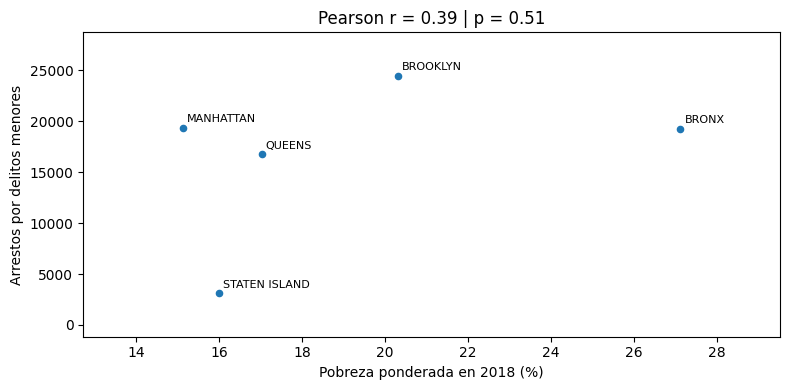 Pearson r = 0.39 | p = 0.51
Arrestos por delitos menores
25000
20000
15000
10000
5000
0
BROOKLYN
MANHATTAN
BRONX
QUEENS
STATEN ISLAND
14 16 18 20 22 24 26 28
Pobreza ponderada en 2018 (%)